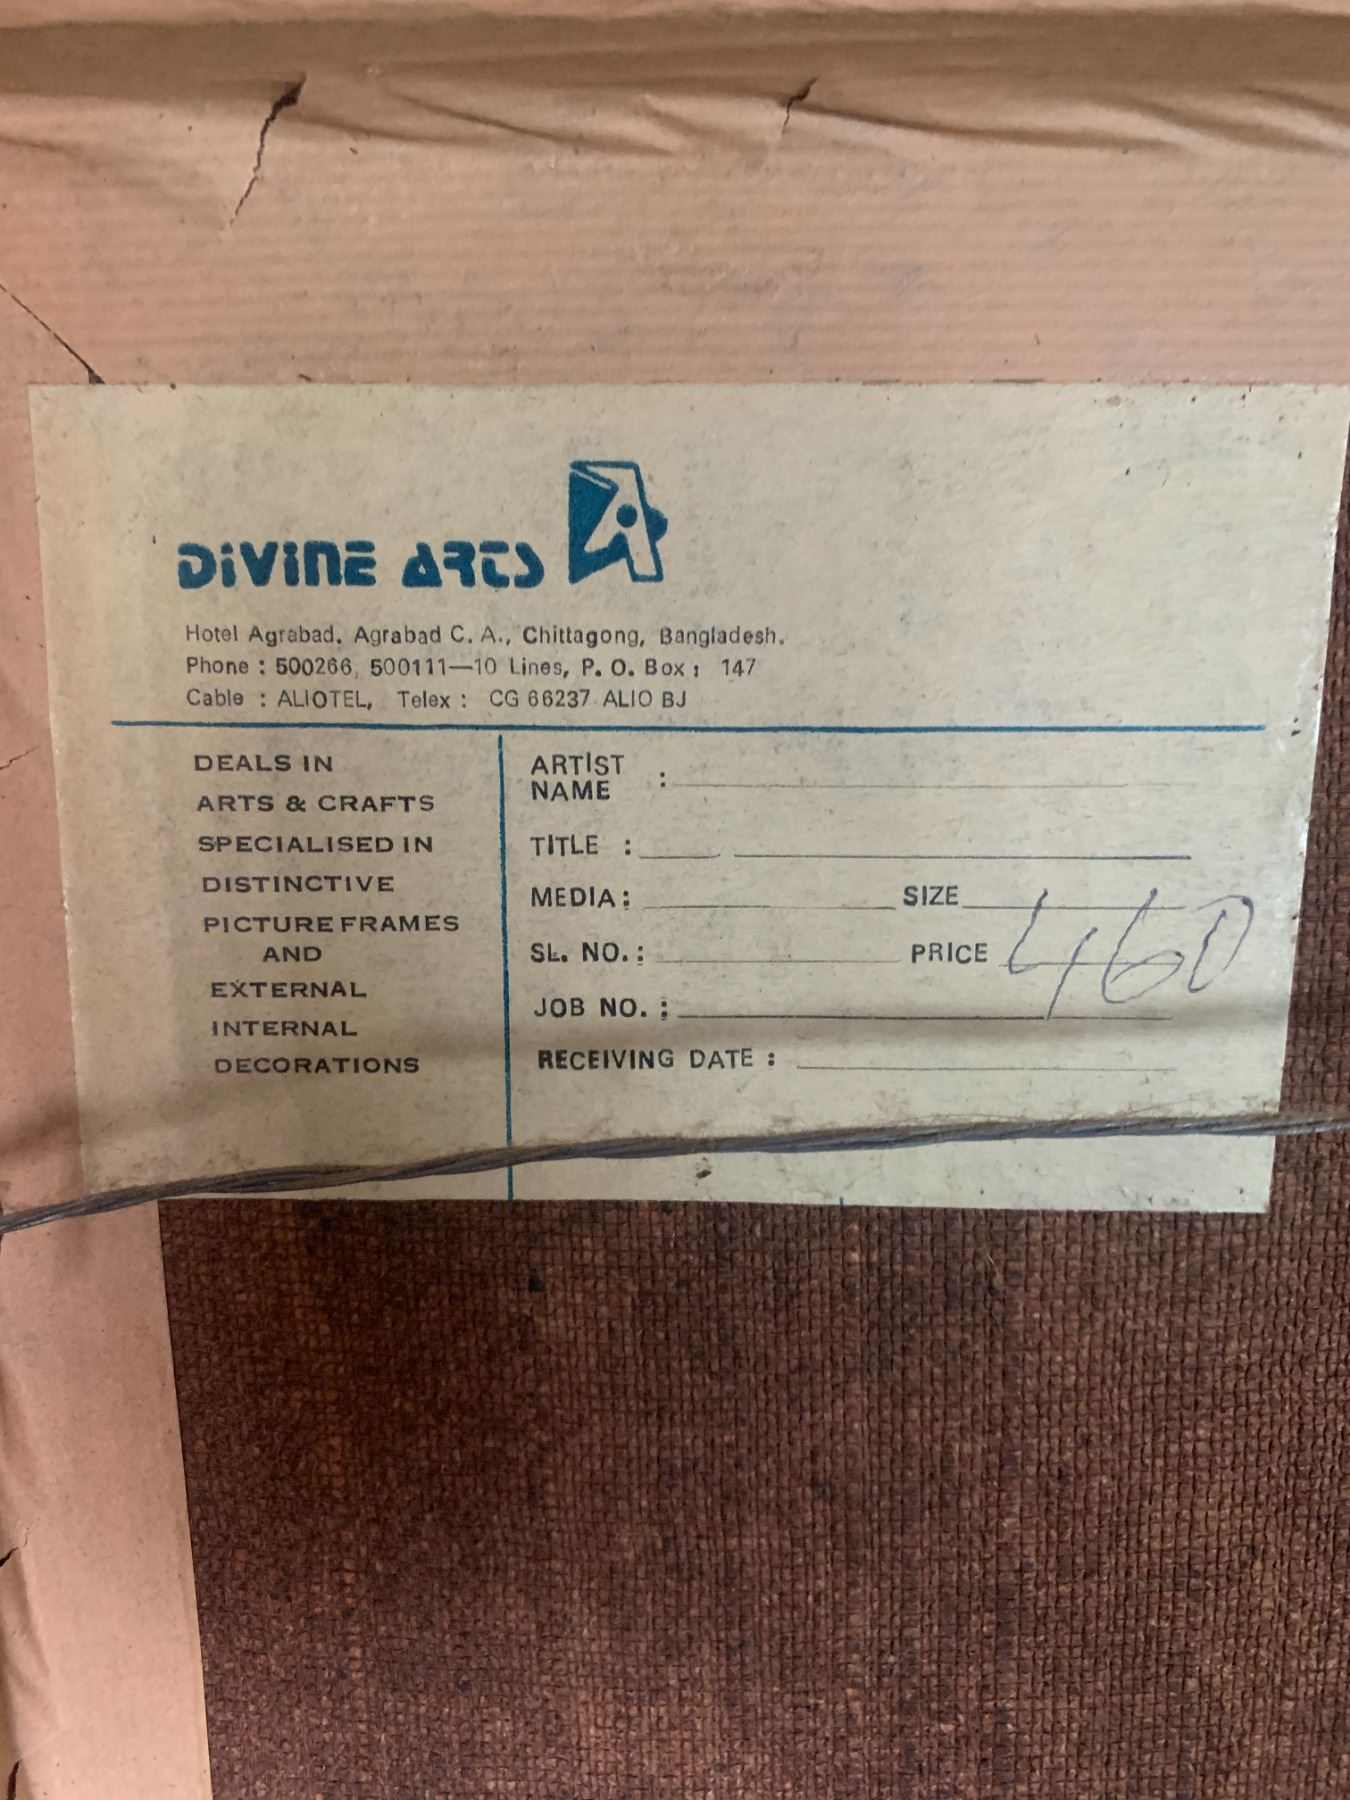 DiViNE ARTS
Hotel Agrabad, Agrabad C. A., Chittagong, Bangladesh.
Phone : 500266, 500111—10 Lines, P. O. Box : 147
Cable : ALIOTEL, Telex : CG 66237 ALIO BJ
DEALS IN
ARTS & CRAFTS
SPECIALISED IN
DISTINCTIVE
PICTURE FRAMES
AND
EXTERNAL
INTERNAL
DECORATIONS
ARTIST
NAME :
TITLE :
MEDIA : SIZE
SL. NO. : PRICE 460
JOB NO. :
RECEIVING DATE :